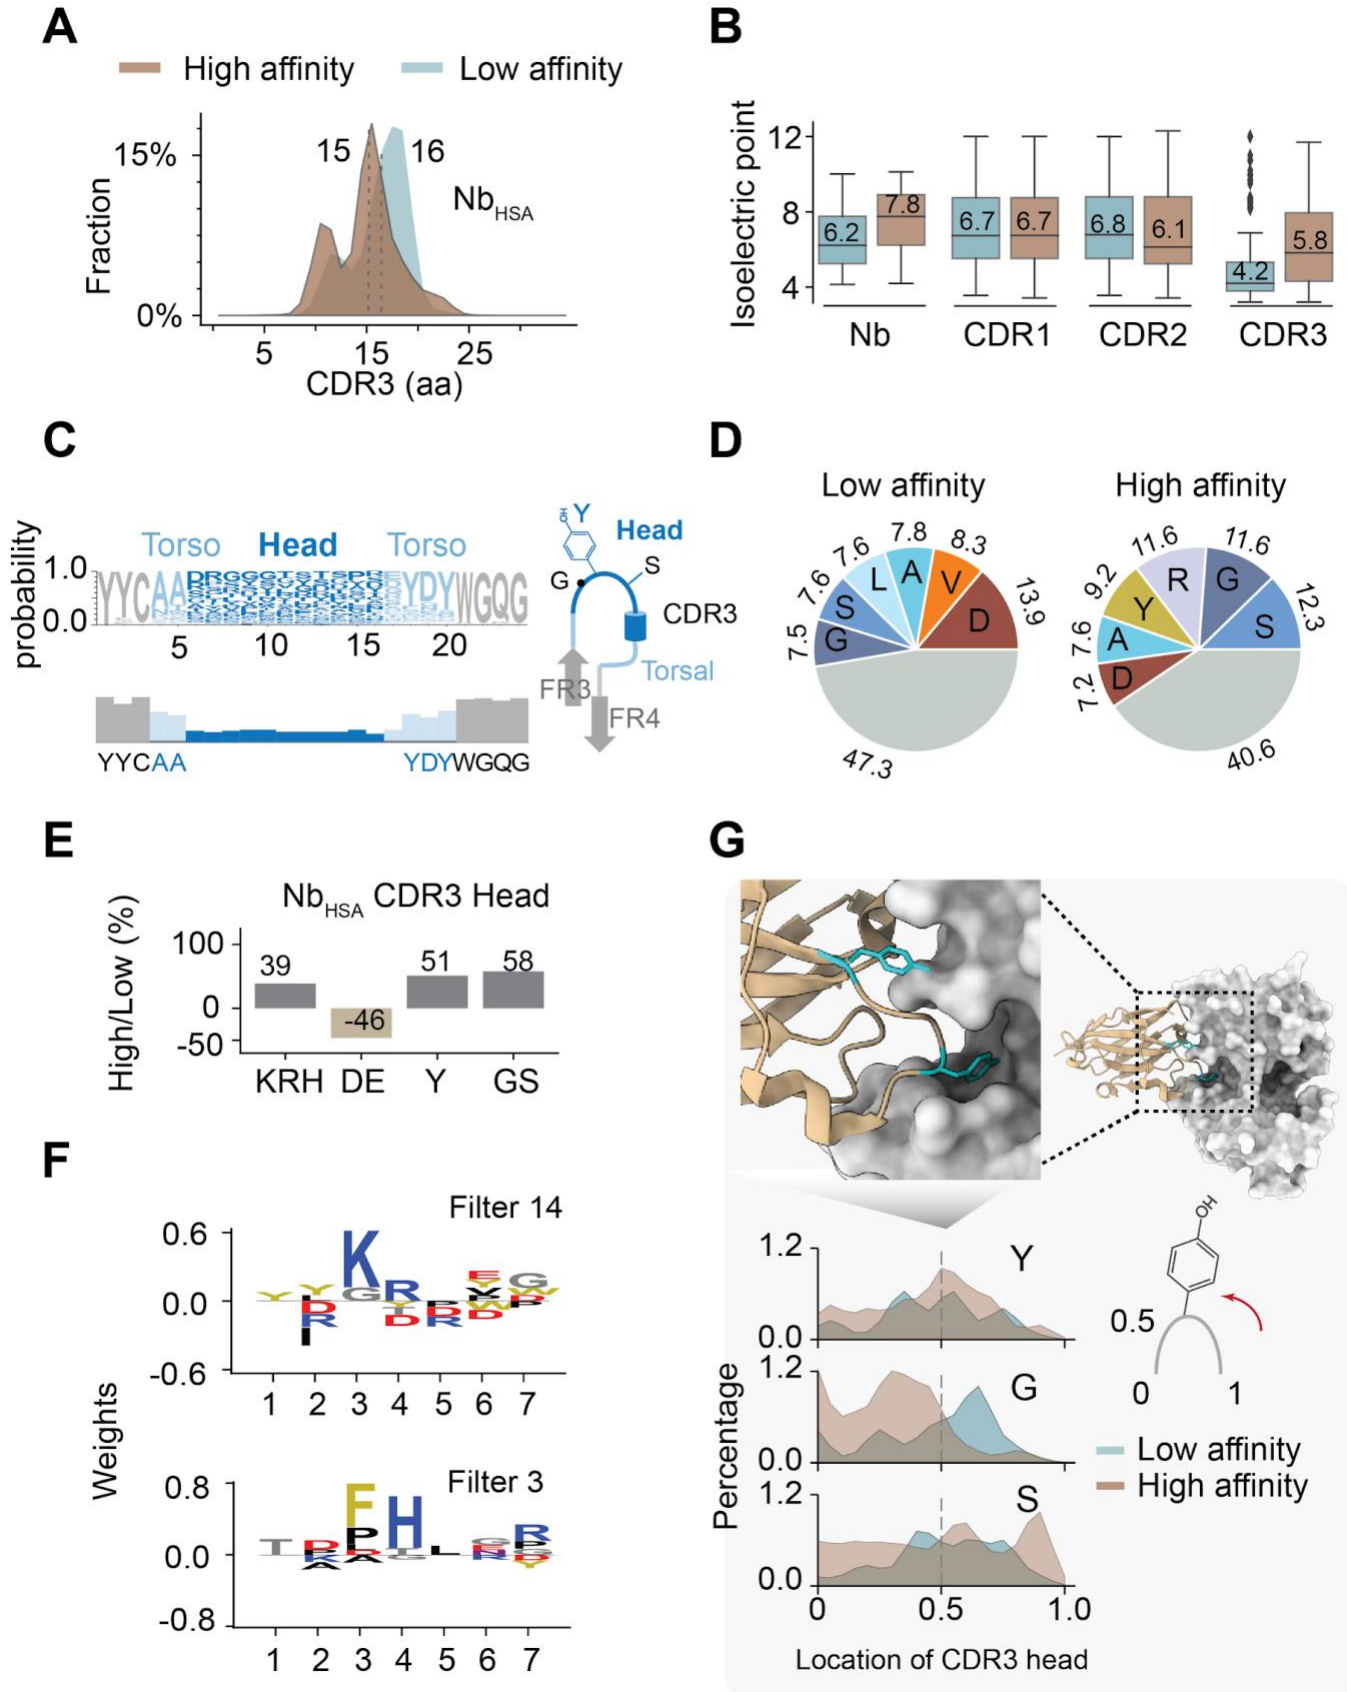 A
High affinity
Low affinity
15
16
Nb HSA
15%
0%
Fraction
5
15
25
CDR3 (aa)
B
Isoelectric point
12
8
4
6.2
7.8
6.7
6.7
6.8
6.1
4.2
5.8
Nb
CDR1
CDR2
CDR3
C
probability
1.0
0.0
Torso
Head
Torso
YYCAA
YDYWGQG
5
10
15
20
YYCAA
YDYWGQG
OH
Y
Head
G
S
CDR3
Torsal
FR3
FR4
D
Low affinity
7.5
7.6
7.6
7.8
8.3
13.9
47.3
G
S
L
A
V
D
High affinity
7.2
7.6
9.2
11.6
11.6
12.3
40.6
D
A
Y
R
G
S
E
Nb HSA CDR3 Head
High/Low (%)
100
0
-50
39
-46
51
58
KRH
DE
Y
GS
F
Weights
Filter 14
0.6
0.0
-0.6
K
G
R
1 2 3 4 5 6 7
Filter 3
0.8
0.0
-0.8
T
F
H
L
R
1 2 3 4 5 6 7
G
Percentage
1.2
0.0
Y
1.2
0.0
G
1.2
0.0
S
0
0.5
1.0
Location of CDR3 head
OH
0.5
0
1
Low affinity
High affinity